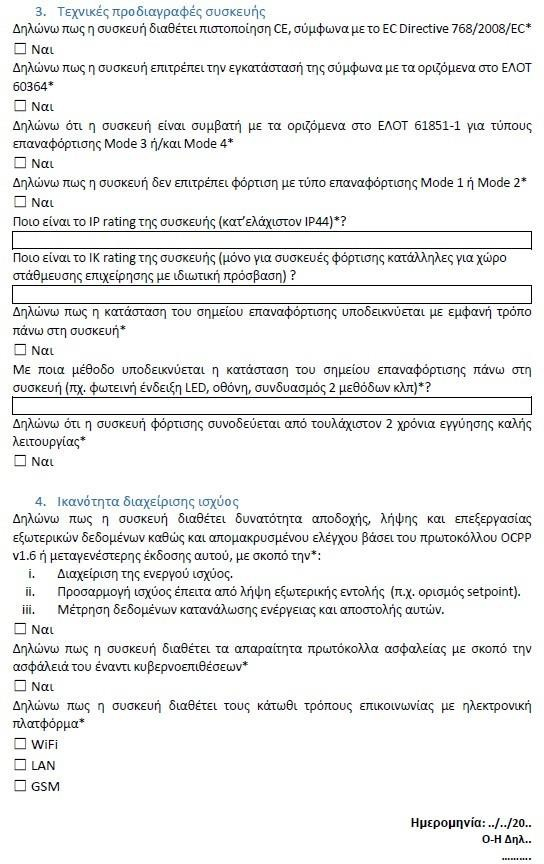 3. Τεχνικές προδιαγραφές συσκευής
Δηλώνω πως η συσκευή διαθέτει πιστοποίηση CE, σύμφωνα με το EC Directive 768/2008/EC*
☐ Ναι
Δηλώνω πως η συσκευή επιτρέπει την εγκατάστασή της σύμφωνα με τα οριζόμενα στο ΕΛΟΤ
60364*
☐ Ναι
Δηλώνω ότι η συσκευή είναι συμβατή με τα οριζόμενα στο ΕΛΟΤ 61851-1 για τύπους
επαναφόρτισης Mode 3 ή/και Mode 4*
☐ Ναι
Δηλώνω πως η συσκευή δεν επιτρέπει φόρτιση με τύπο επαναφόρτισης Mode 1 ή Mode 2*
☐ Ναι
Ποιο είναι το IP rating της συσκευής (κατ’ελάχιστον IP44)*?
Ποιο είναι το IK rating της συσκευής (μόνο για συσκευές φόρτισης κατάλληλες για χώρο
στάθμευσης επιχείρησης με ιδιωτική πρόσβαση) ?
Δηλώνω πως η κατάσταση του σημείου επαναφόρτισης υποδεικνύεται με εμφανή τρόπο
πάνω στη συσκευή*
☐ Ναι
Με ποια μέθοδο υποδεικνύεται η κατάσταση του σημείου επαναφόρτισης πάνω στη
συσκευή (πχ. φωτεινή ένδειξη LED, οθόνη, συνδυασμός 2 μεθόδων κλπ)*?
Δηλώνω ότι η συσκευή φόρτισης συνοδεύεται από τουλάχιστον 2 χρόνια εγγύησης καλής
λειτουργίας*
☐ Ναι
4. Ικανότητα διαχείρισης ισχύος
Δηλώνω πως η συσκευή διαθέτει δυνατότητα αποδοχής, λήψης και επεξεργασίας
εξωτερικών δεδομένων καθώς και απομακρυσμένου ελέγχου βάσει του πρωτοκόλλου OCPP
v1.6 ή μεταγενέστερης έκδοσης αυτού, με σκοπό την*:
i. Διαχείριση της ενεργού ισχύος.
ii. Προσαρμογή ισχύος έπειτα από λήψη εξωτερικής εντολής (π.χ. ορισμός setpoint).
iii. Μέτρηση δεδομένων κατανάλωσης ενέργειας και αποστολής αυτών.
☐ Ναι
Δηλώνω πως η συσκευή διαθέτει τα απαραίτητα πρωτόκολλα ασφαλείας με σκοπό την
ασφάλειά του έναντι κυβερνοεπιθέσεων*
☐ Ναι
Δηλώνω πως η συσκευή διαθέτει τους κάτωθι τρόπους επικοινωνίας με ηλεκτρονική
πλατφόρμα*
☐ WiFi
☐ LAN
☐ GSM
Ημερομηνία: ../../20..
Ο-Η Δηλ..
..........